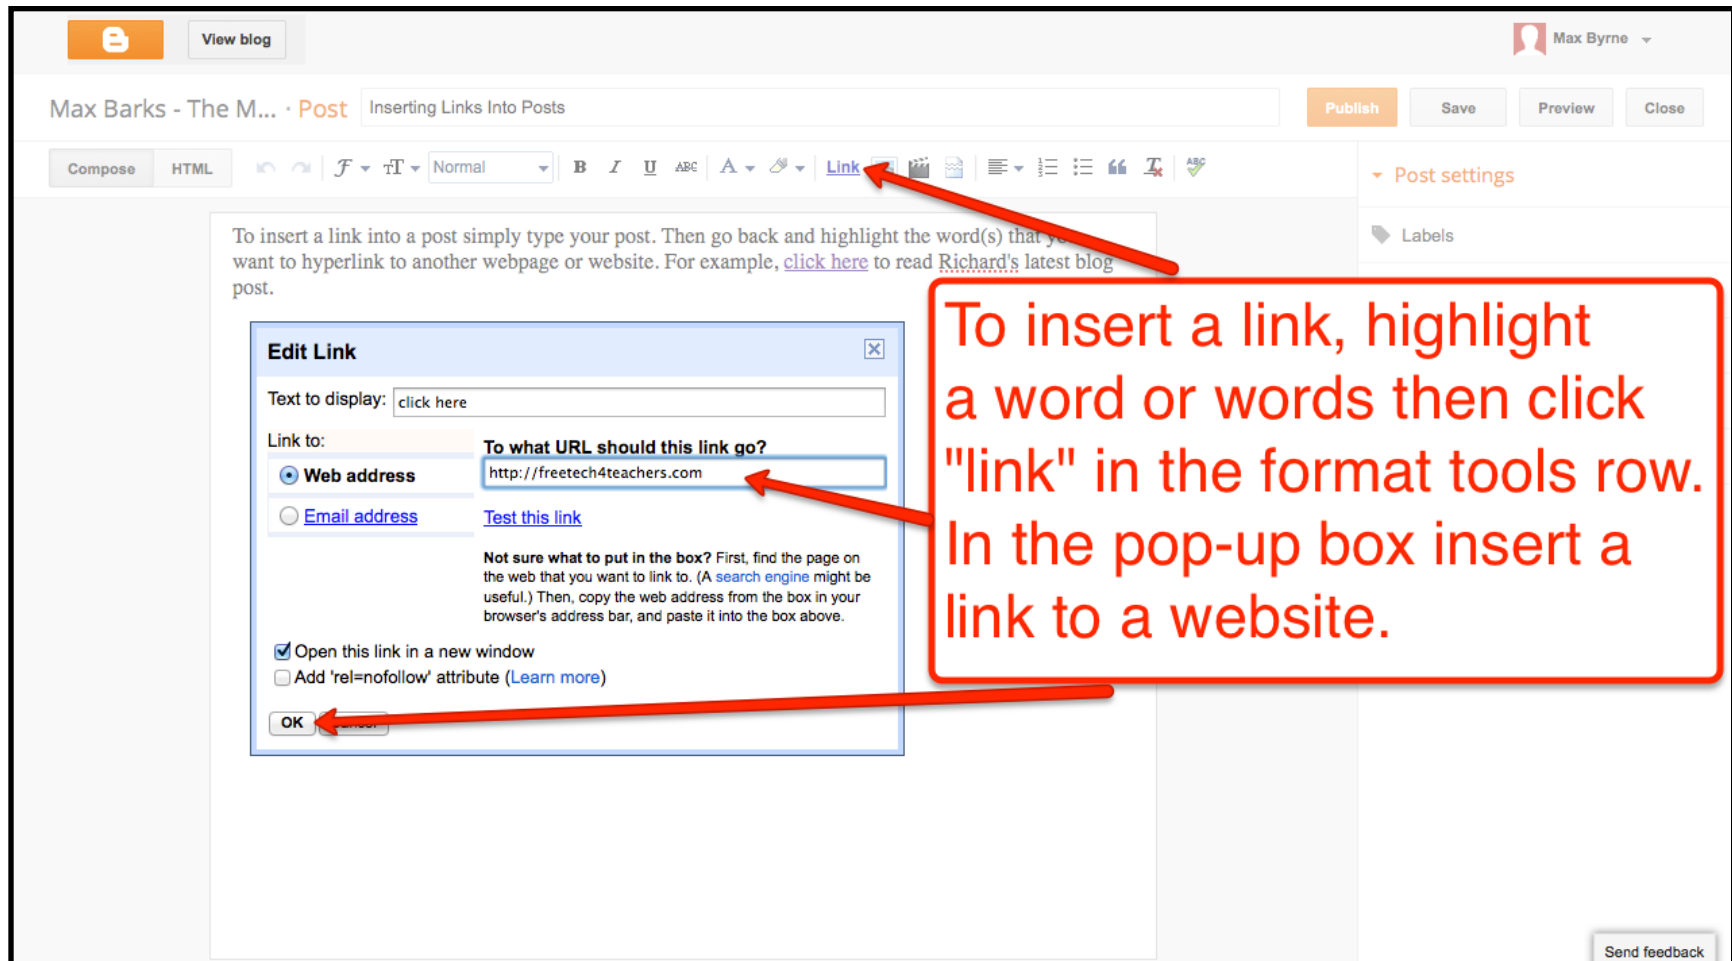 View blog
Max Byrne
Max Barks - The M... · Post
Inserting Links Into Posts
Publish
Save
Preview
Close
Compose
HTML
Normal
B I U ABC A
Link
ABC
Post settings
Labels
To insert a link into a post simply type your post. Then go back and highlight the word(s) that
want to hyperlink to another webpage or website. For example, click here to read Richard's latest blog
post.
Edit Link
Text to display: click here
Link to:
To what URL should this link go?
Web address
http://freetech4teachers.com
Email address
Test this link
Not sure what to put in the box? First, find the page on
the web that you want to link to. (A search engine might be
useful.) Then, copy the web address from the box in your
browser's address bar, and paste it into the box above.
Open this link in a new window
Add 'rel=nofollow' attribute (Learn more)
OK
To insert a link, highlight
a word or words then click
"link" in the format tools row.
In the pop-up box insert a
link to a website.
Send feedback